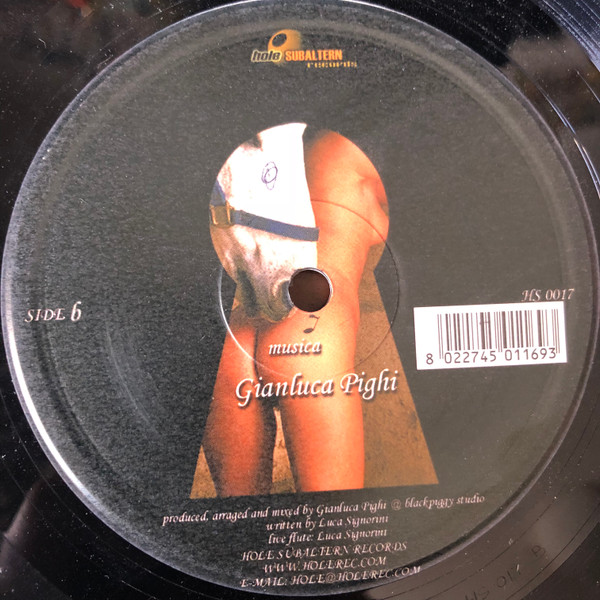 hole SUBALTERN
records
SIDE b
HS 0017
8 022745 011693
musica
Gianluca Pighi
produced, arraged and mixed by Gianluca Pighi @ blackpiggy studio
written by Luca Signorini
live flute: Luca Signorini
HOLE SUBALTERN RECORDS
WWW.HOLEREC.COM
E-MAIL: HOLE@HOLEREC.COM